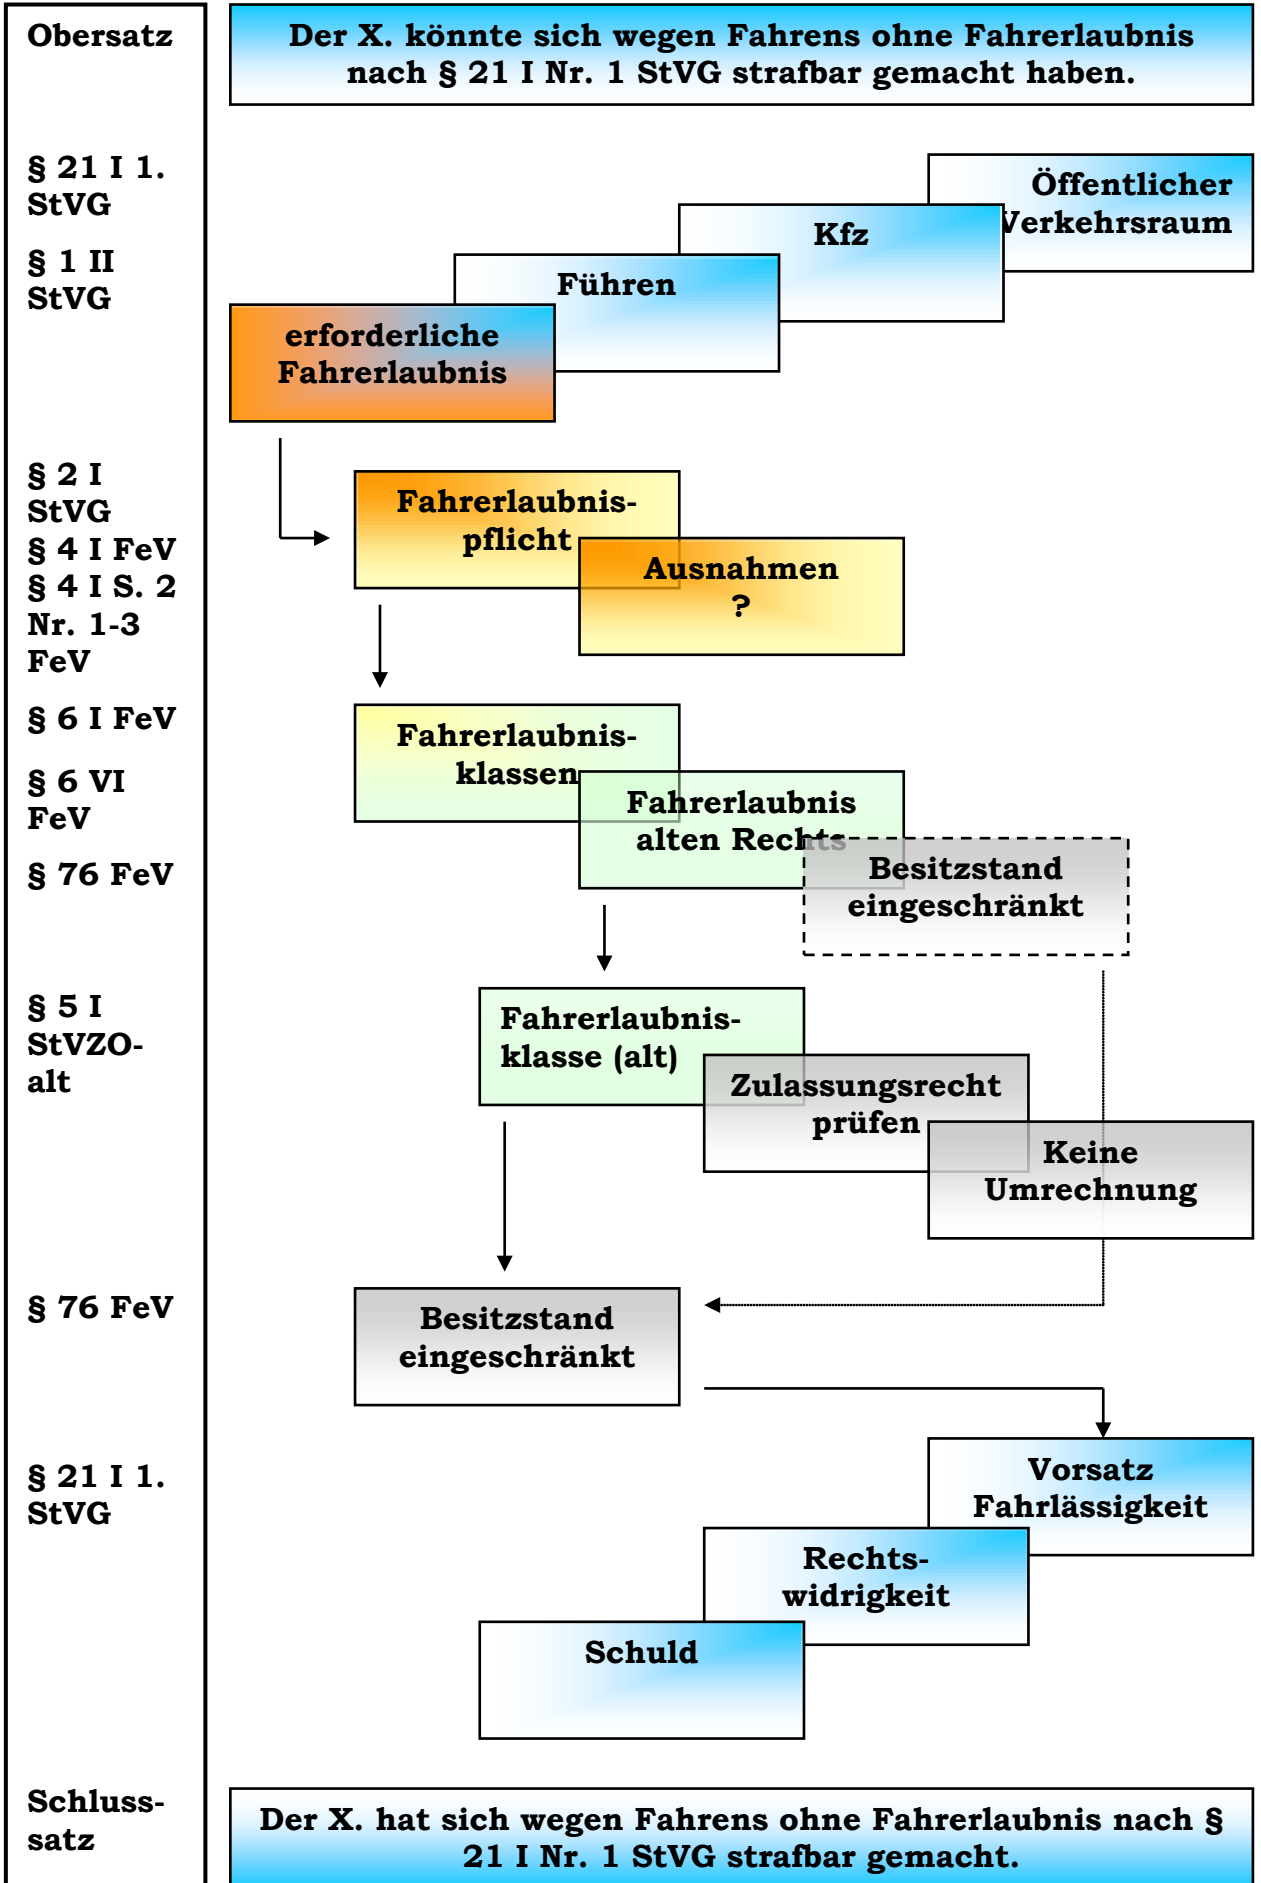 Obersatz
Der X. könnte sich wegen Fahrens ohne Fahrerlaubnis
nach § 21 I Nr. 1 StVG strafbar gemacht haben.
§ 21 I 1.
StVG
§ 1 II
StVG
Öffentlicher
Verkehrsraum
Kfz
Führen
erforderliche
Fahrerlaubnis
§ 2 I
StVG
§ 4 I FeV
§ 4 I S. 2
Nr. 1-3
FeV
Fahrerlaubnis-
pflicht
Ausnahmen
?
§ 6 I FeV
§ 6 VI
FeV
§ 76 FeV
Fahrerlaubnis-
klassen
Fahrerlaubnis
alten Rechts
Besitzstand
eingeschränkt
§ 5 I
StVZO-
alt
Fahrerlaubnis-
klasse (alt)
Zulassungsrecht
prüfen
Keine
Umrechnung
§ 76 FeV
Besitzstand
eingeschränkt
§ 21 I 1.
StVG
Vorsatz
Fahrlässigkeit
Rechts-
widrigkeit
Schuld
Schluss-
satz
Der X. hat sich wegen Fahrens ohne Fahrerlaubnis nach §
21 I Nr. 1 StVG strafbar gemacht.